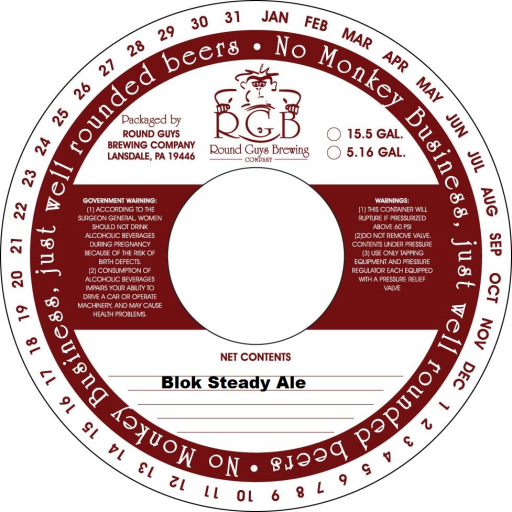 JAN FEB MAR APR MAY JUN JUL AUG SEP OCT NOV DEC 1 2 3 4 5 6 7 8 9 10 11 12 13 14 15 16 17 18 19 20 21 22 23 24 25 26 27 28 29 30 31
No Monkey Business, just well rounded beers • No Monkey Business, just well rounded beers •
RGB
Round Guys Brewing
COMPANY
Packaged by
ROUND GUYS
BREWING COMPANY
LANSDALE, PA 19446
15.5 GAL.
5.16 GAL.
GOVERNMENT WARNING:
(1) ACCORDING TO THE
SURGEON GENERAL, WOMEN
SHOULD NOT DRINK
ALCOHOLIC BEVERAGES
DURING PREGNANCY
BECAUSE OF THE RISK OF
BIRTH DEFECTS.
(2) CONSUMPTION OF
ALCOHOLIC BEVERAGES
IMPAIRS YOUR ABILITY TO
DRIVE A CAR OR OPERATE
MACHINERY, AND MAY CAUSE
HEALTH PROBLEMS.
WARNINGS:
(1) THIS CONTAINER WILL
RUPTURE IF PRESSURIZED
ABOVE 60 PSI
(2)DO NOT REMOVE VALVE.
CONTENTS UNDER PRESSURE
(3) USE ONLY TAPPING
EQUIPMENT AND PRESSURE
REGULATOR EACH EQUIPPED
WITH A PRESSURE RELIEF
VALVE
NET CONTENTS
Blok Steady Ale